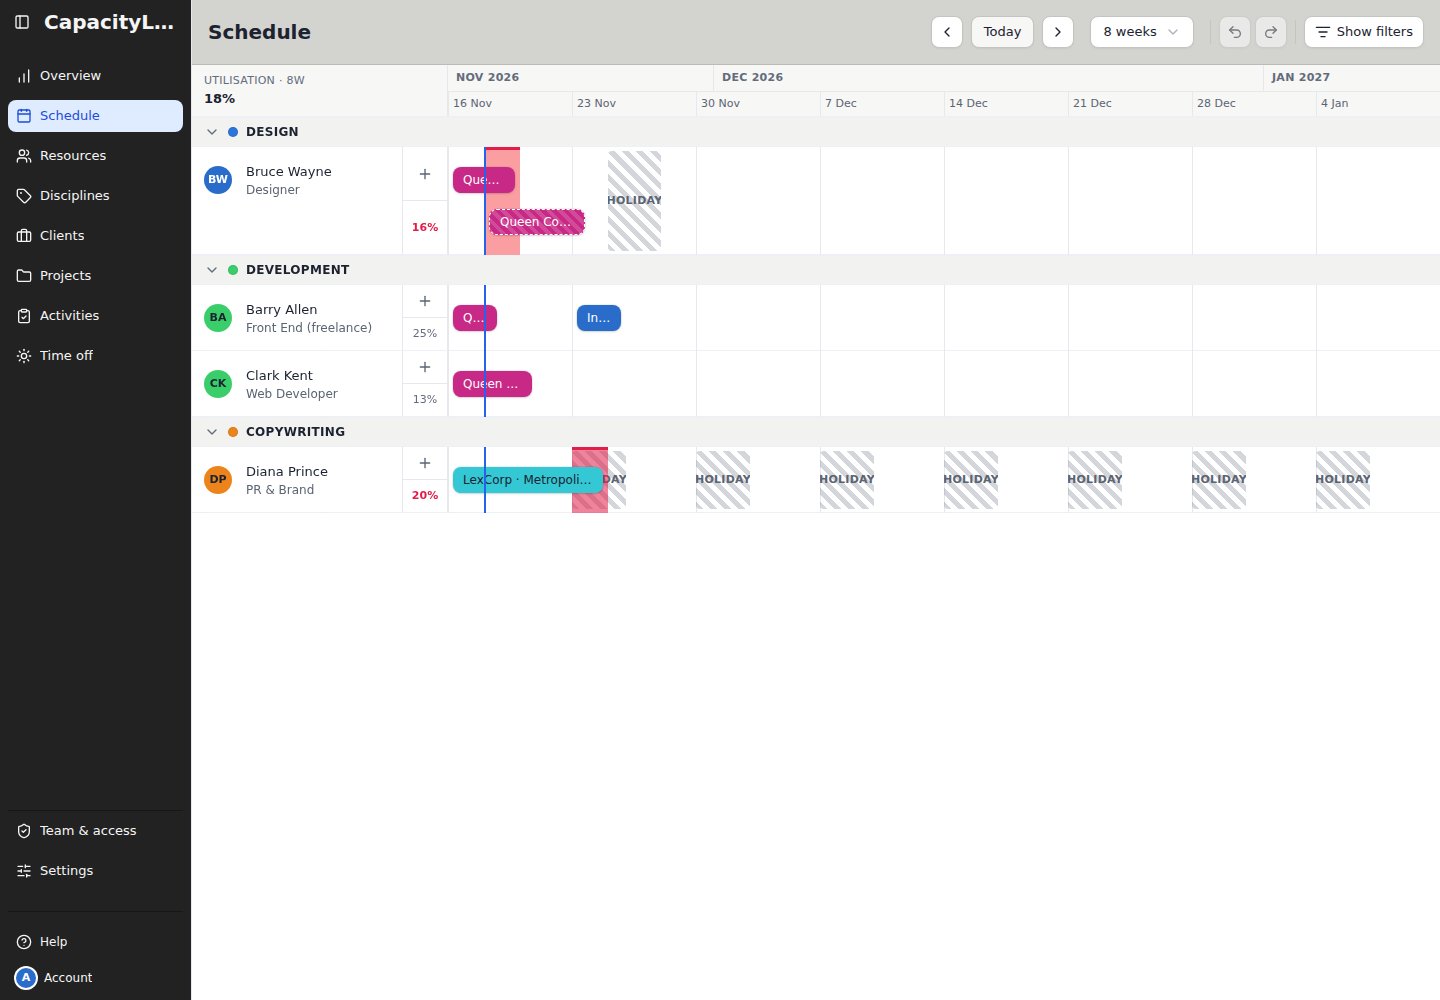 CapacityL...
Overview
Schedule
Resources
Disciplines
Clients
Projects
Activities
Time off
Team & access
Settings
Help
A Account
Schedule
Today
8 weeks
Show filters
UTILISATION · 8W
18%
NOV 2026 DEC 2026 JAN 2027
16 Nov 23 Nov 30 Nov 7 Dec 14 Dec 21 Dec 28 Dec 4 Jan
DESIGN
BW Bruce Wayne
Designer
16%
Que...
Queen Co...
HOLIDAY
DEVELOPMENT
BA Barry Allen
Front End (freelance)
25%
Q...
In...
CK Clark Kent
Web Developer
13%
Queen ...
COPYWRITING
DP Diana Prince
PR & Brand
20%
LexCorp · Metropoli...
DAY HOLIDAY HOLIDAY HOLIDAY HOLIDAY HOLIDAY HOLIDAY